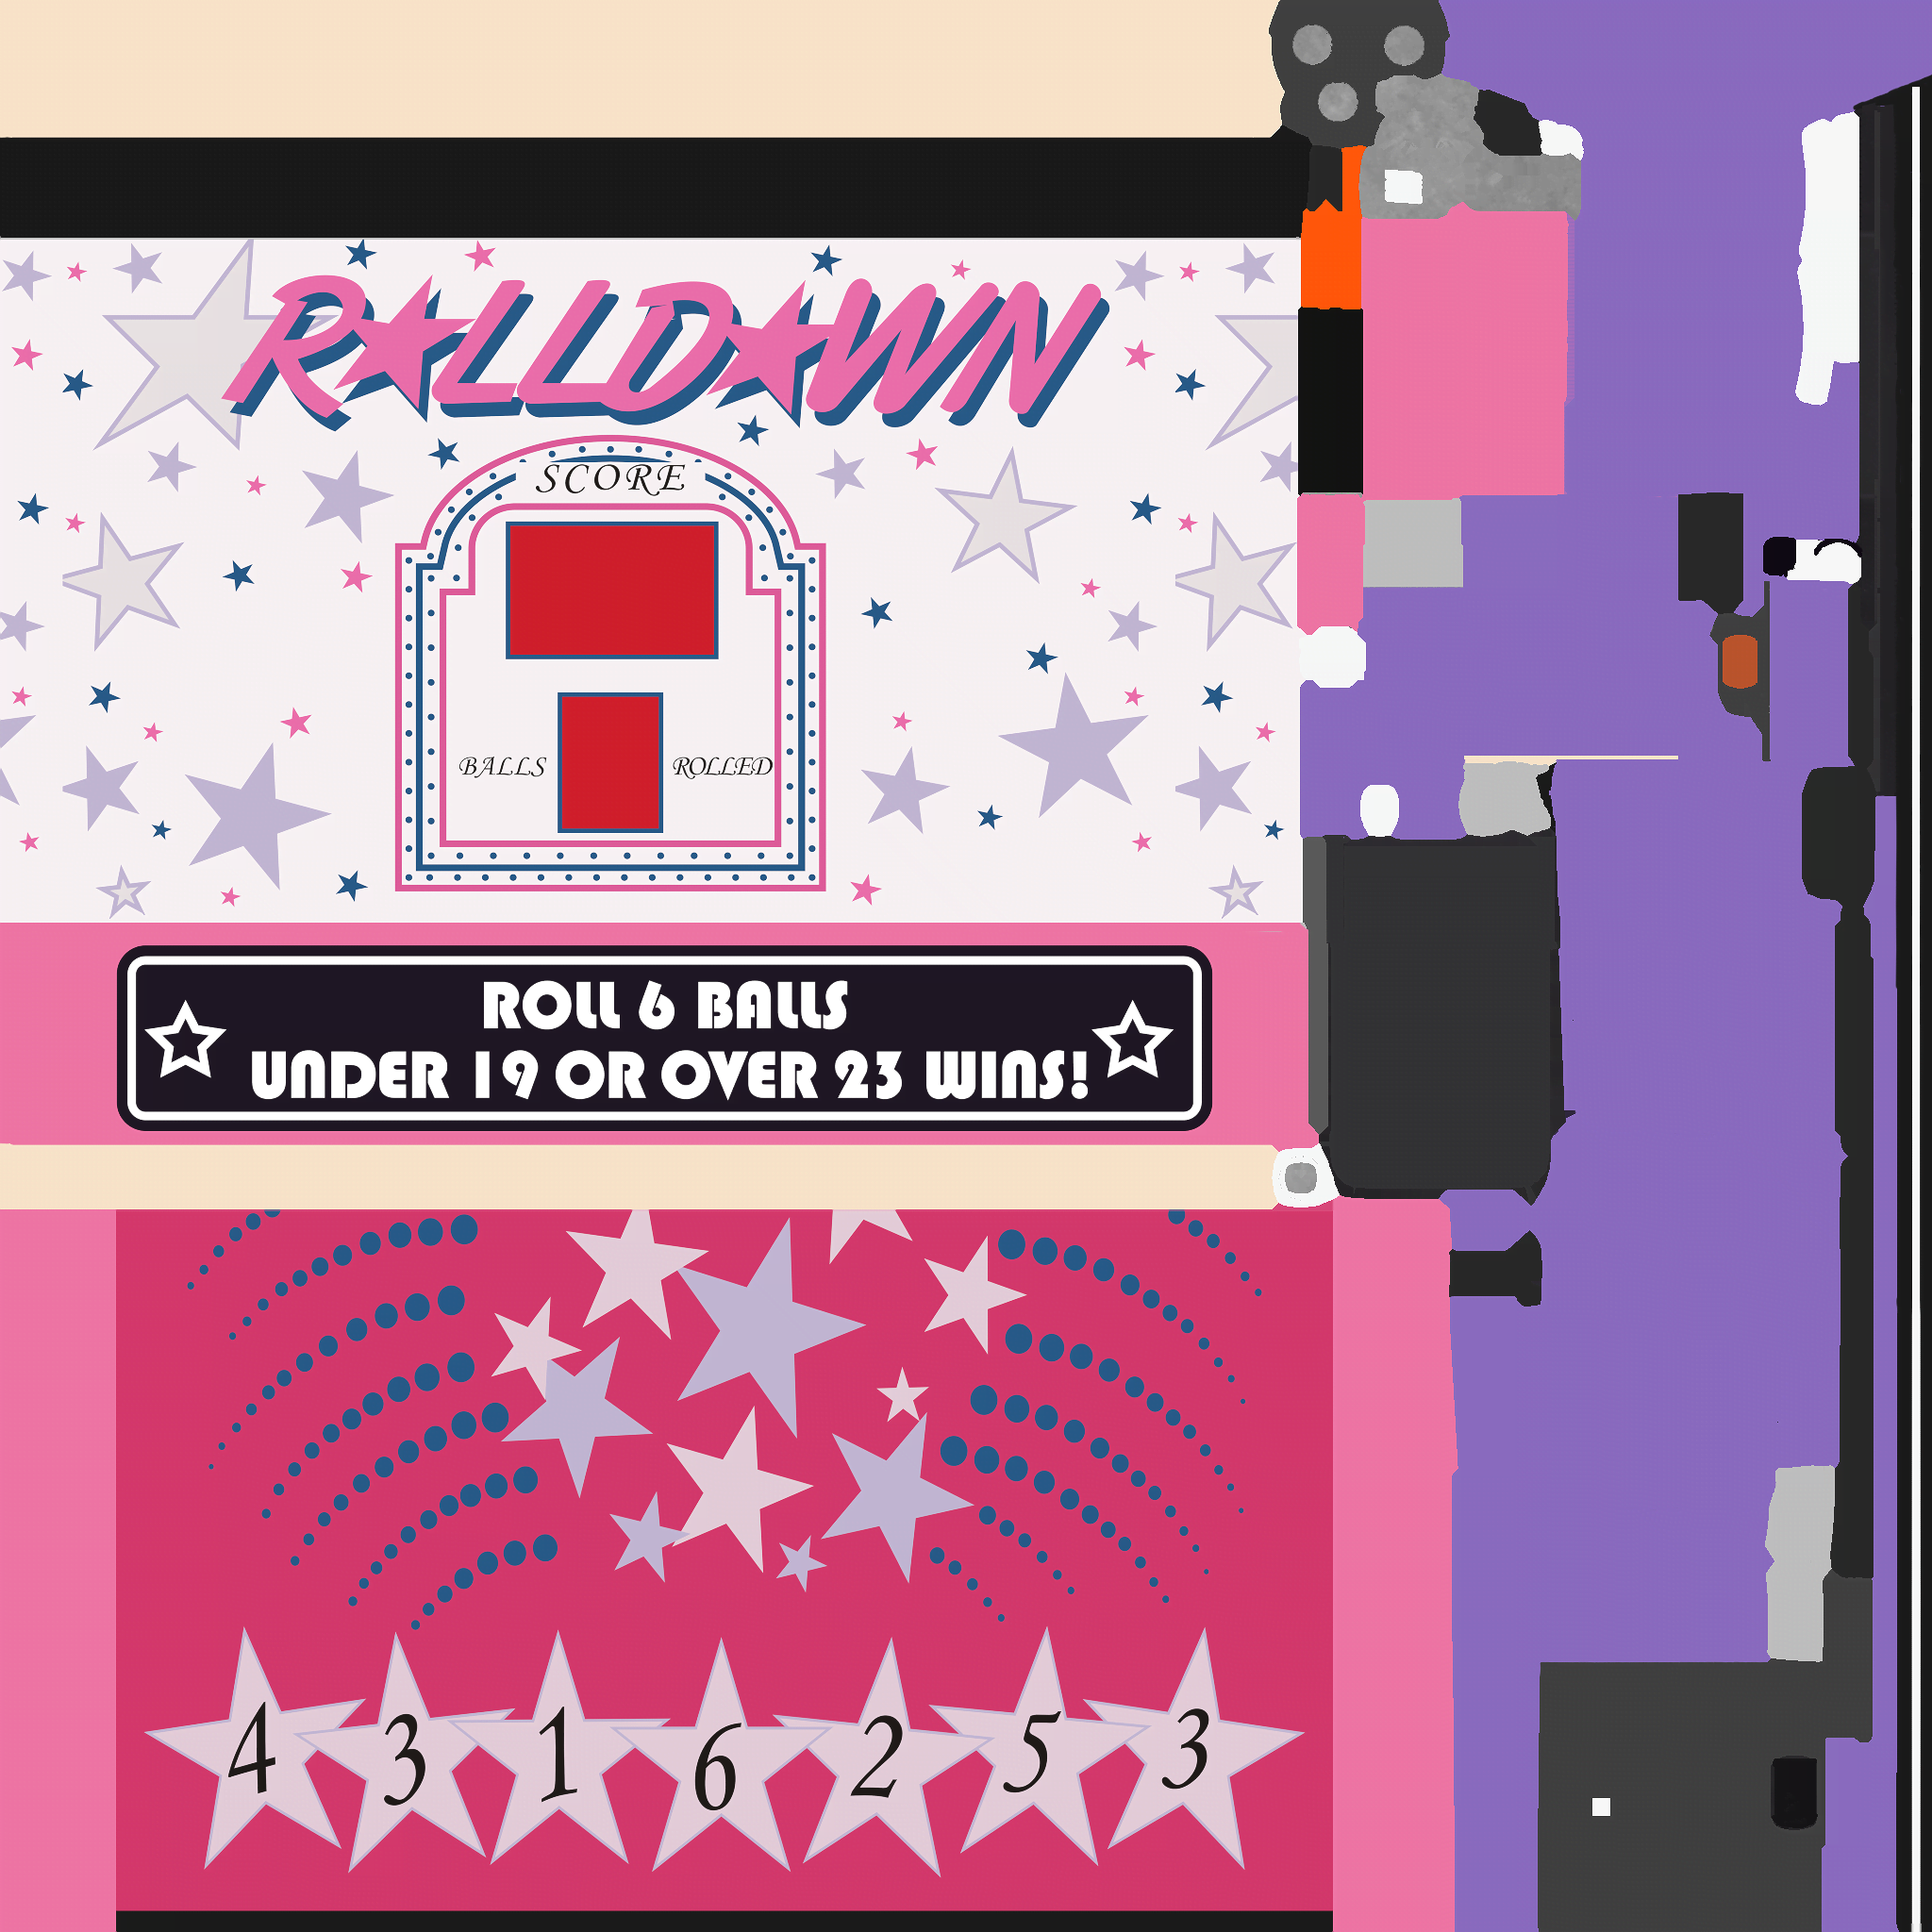 R★LLD★WN
SCORE
BALLS ROLLED
ROLL 6 BALLS
UNDER 19 OR OVER 23 WINS!
4 3 1 6 2 5 3